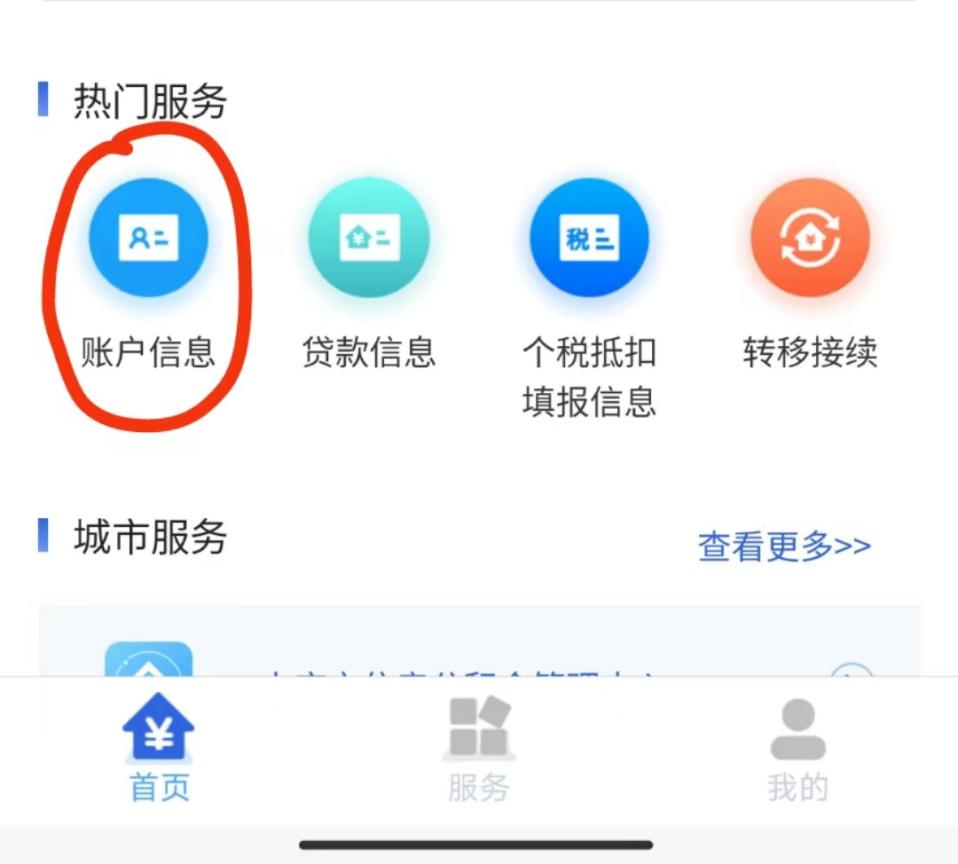 热门服务
账户信息
贷款信息
个税抵扣
填报信息
转移接续
税
城市服务
查看更多>>
首页
服务
我的